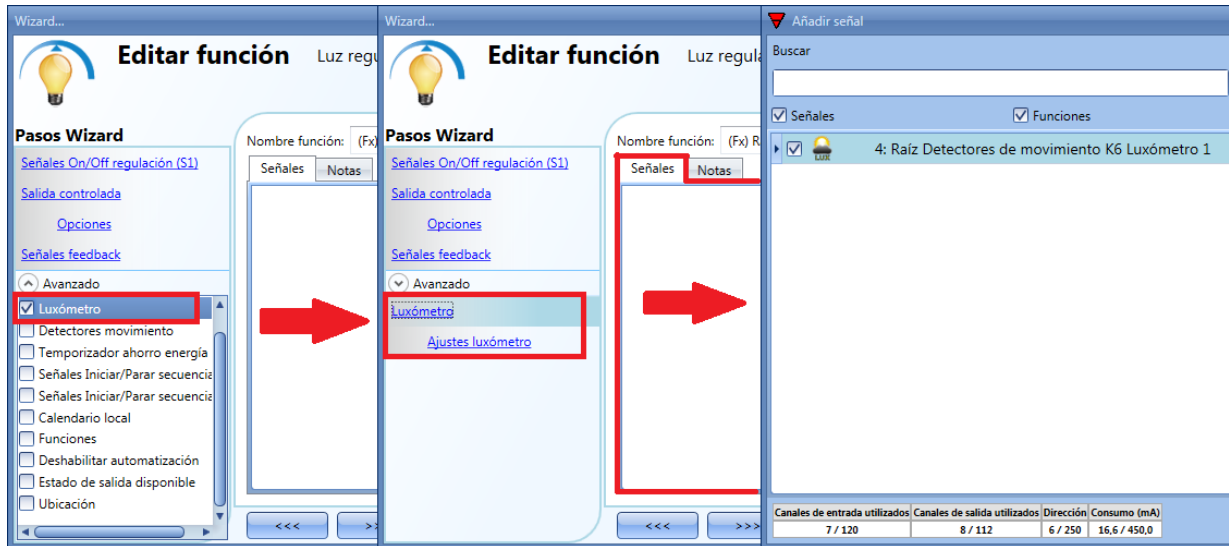 Wizard...
Editar función Luz regu
Pasos Wizard
Señales On/Off regulación (S1)
Salida controlada
Opciones
Señales feedback
Avanzado
Luxómetro
Detectores movimiento
Temporizador ahorro energía
Señales Iniciar/Parar secuencia
Señales Iniciar/Parar secuencia
Calendario local
Funciones
Deshabilitar automatización
Estado de salida disponible
Ubicación
Nombre función: (Fx)
Señales Notas
<<< >>
Wizard...
Editar función Luz regula
Pasos Wizard
Señales On/Off regulación (S1)
Salida controlada
Opciones
Señales feedback
Avanzado
Luxómetro
Ajustes luxómetro
Nombre función: (Fx) R
Señales Notas
<<< >>>
Añadir señal
Buscar
Señales Funciones
LUX 4: Raíz Detectores de movimiento K6 Luxómetro 1
Canales de entrada utilizados Canales de salida utilizados Dirección Consumo (mA)
7 / 120 8 / 112 6 / 250 16,6 / 450,0